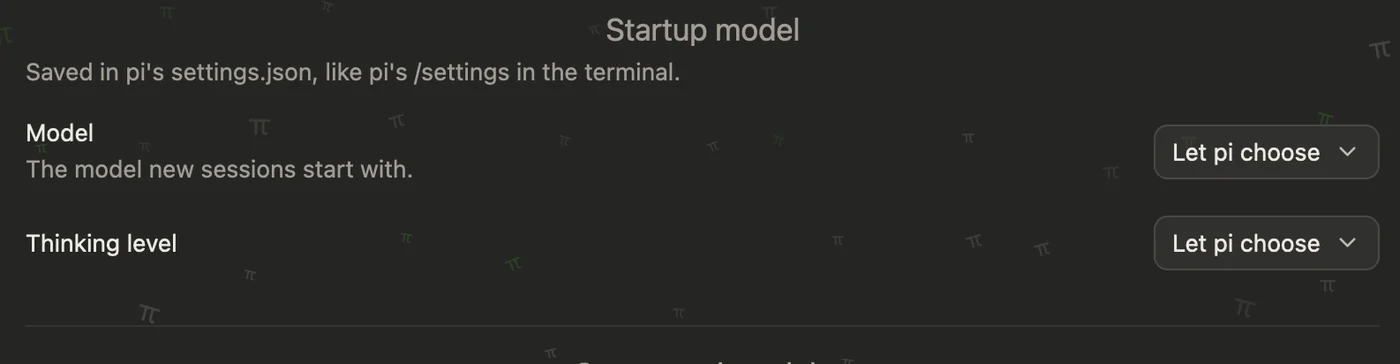 Startup model
Saved in pi's settings.json, like pi's /settings in the terminal.
Model
The model new sessions start with.
Let pi choose
Thinking level
Let pi choose